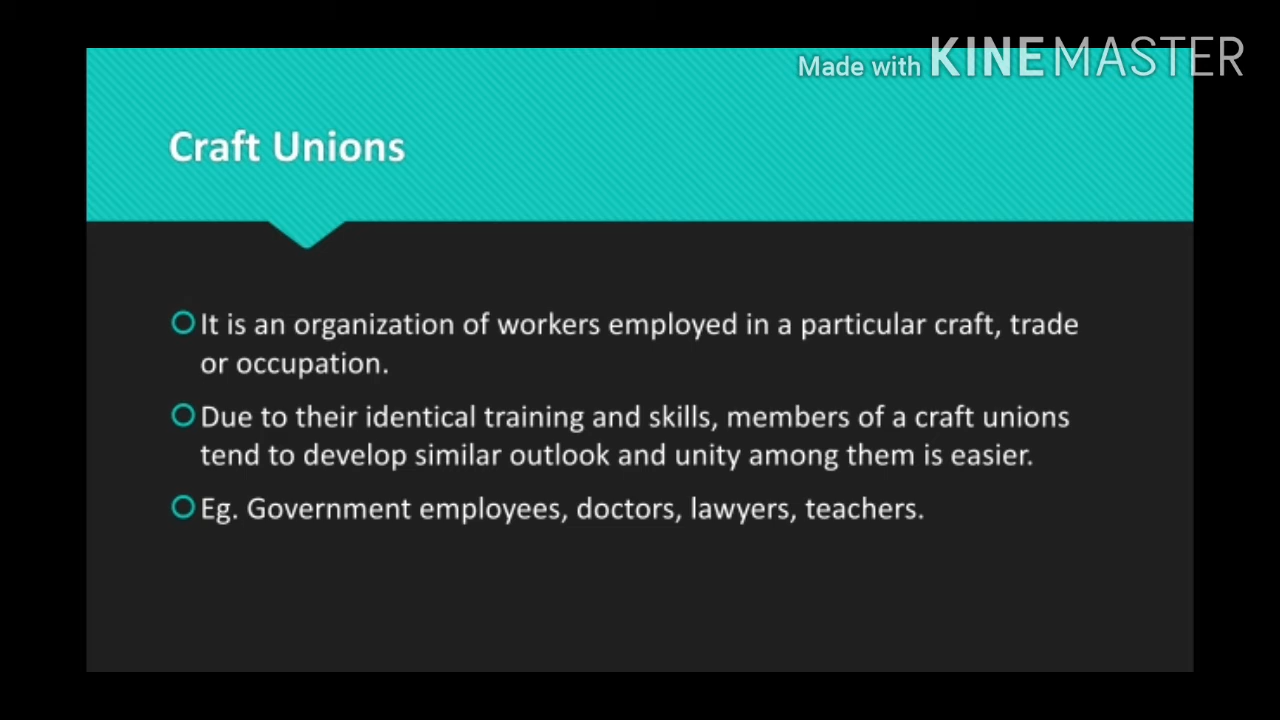 Made with KINEMASTER
Craft Unions
It is an organization of workers employed in a particular craft, trade
or occupation.
Due to their identical training and skills, members of a craft unions
tend to develop similar outlook and unity among them is easier.
Eg. Government employees, doctors, lawyers, teachers.